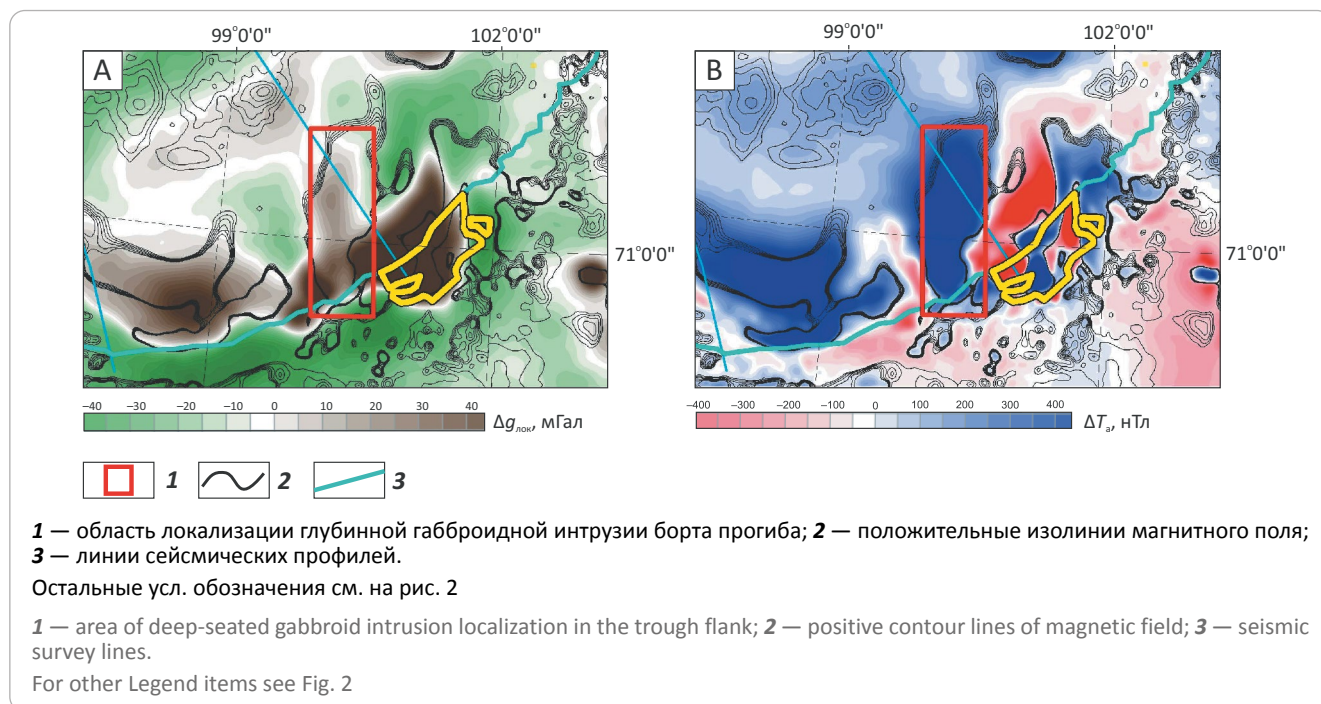 99°0'0" 102°0'0" 99°0'0" 102°0'0"
A B
71°0'0" 71°0'0"
–40 –30 –20 –10 0 10 20 30 40 Δgлок, мГал
–400 –300 –200 –100 0 100 200 300 400 ΔTа, нТл
1 2 3
1 — область локализации глубинной габброидной интрузии борта прогиба; 2 — положительные изолинии магнитного поля;
3 — линии сейсмических профилей.
Остальные усл. обозначения см. на рис. 2
1 — area of deep-seated gabbroid intrusion localization in the trough flank; 2 — positive contour lines of magnetic field; 3 — seismic
survey lines.
For other Legend items see Fig. 2